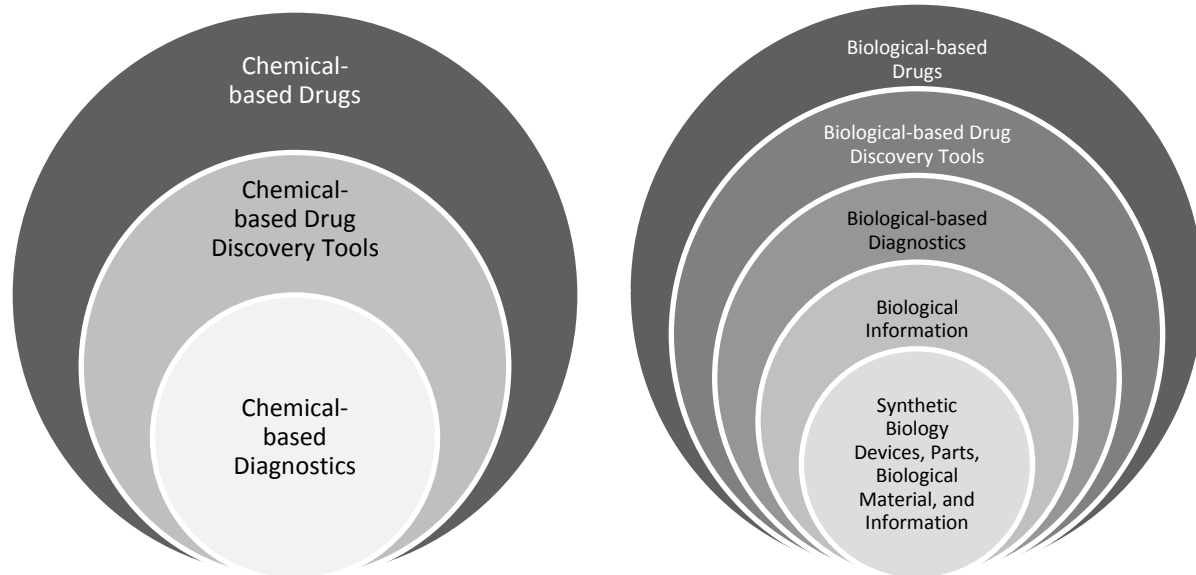 Chemical-
based Drugs
Chemical-
based Drug
Discovery Tools
Chemical-
based
Diagnostics
Biological-based
Drugs
Biological-based Drug
Discovery Tools
Biological-based
Diagnostics
Biological
Information
Synthetic
Biology
Devices, Parts,
Biological
Material, and
Information